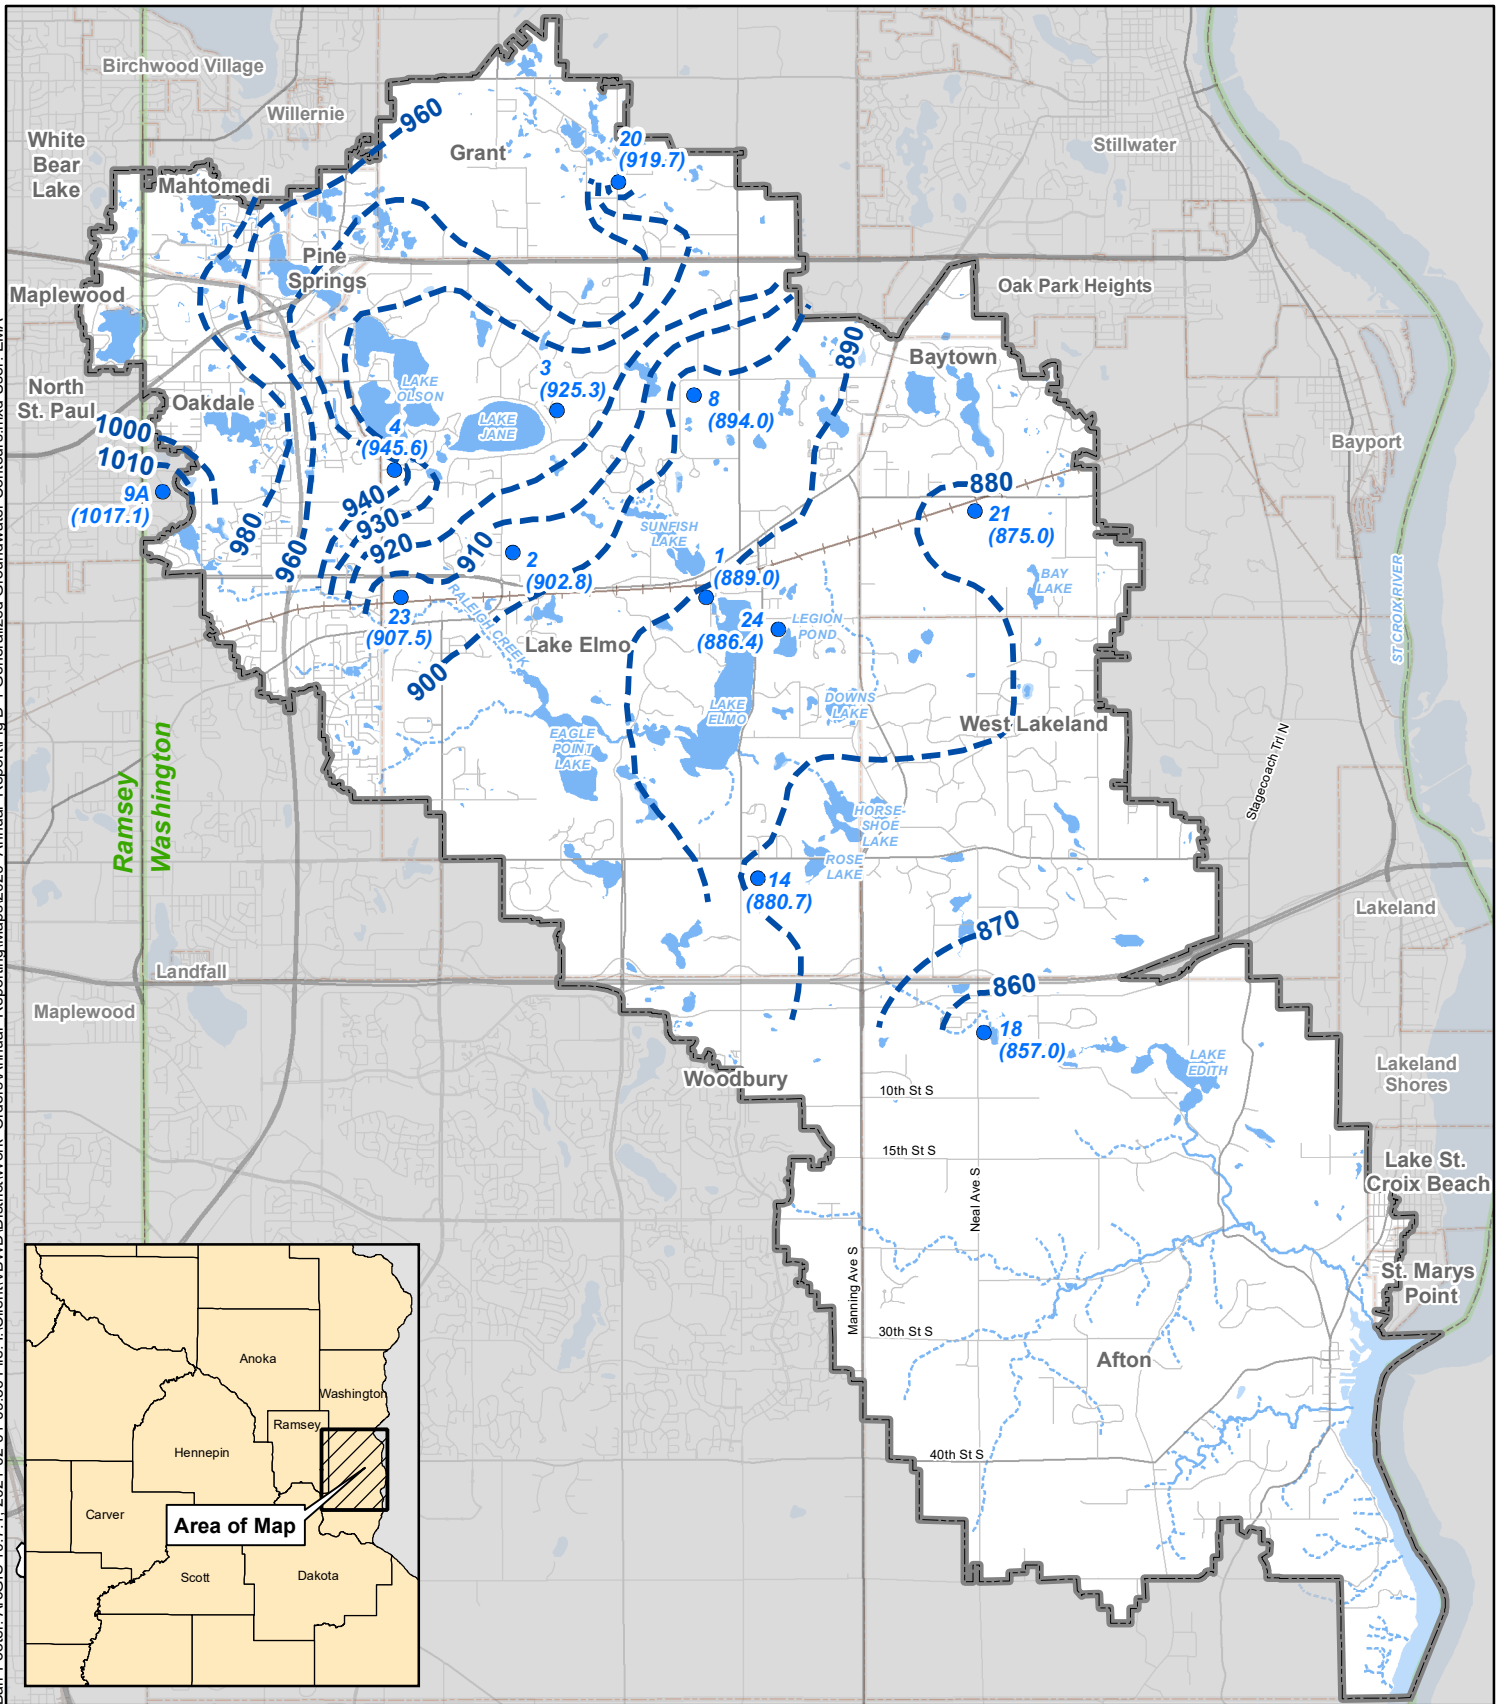 Birchwood Village
Willernie
White
Bear
Lake
Mahtomedi
960
Grant
20
(919.7)
Stillwater
Pine
Springs
Maplewood
Oak Park Heights
890
Baytown
North
St. Paul
Oakdale
LAKE
OLSON
3
(925.3)
LAKE
JANE
8
(894.0)
4
(945.6)
1000
1010
9A
(1017.1)
Bayport
980
960
940
930
920
910
880
21
(875.0)
SUNFISH
LAKE
2
(902.8)
1
(889.0)
BAY
LAKE
23
(907.5)
RALEIGH CREEK
24
(886.4)
LEGION
POND
Lake Elmo
900
ST CROIX RIVER
LAKE
ELMO
DOWNS
LAKE
West Lakeland
EAGLE
POINT
LAKE
Ramsey
Washington
Stagecoach Trl N
HORSE-
SHOE
LAKE
ROSE
LAKE
14
(880.7)
870
Lakeland
Landfall
860
Maplewood
18
(857.0)
LAKE
EDITH
Woodbury
Lakeland
Shores
10th St S
15th St S
Lake St.
Croix Beach
Neal Ave S
Manning Ave S
St. Marys
Point
30th St S
Afton
40th St S
Anoka
Washington
Ramsey
Hennepin
Carver
Area of Map
Scott
Dakota